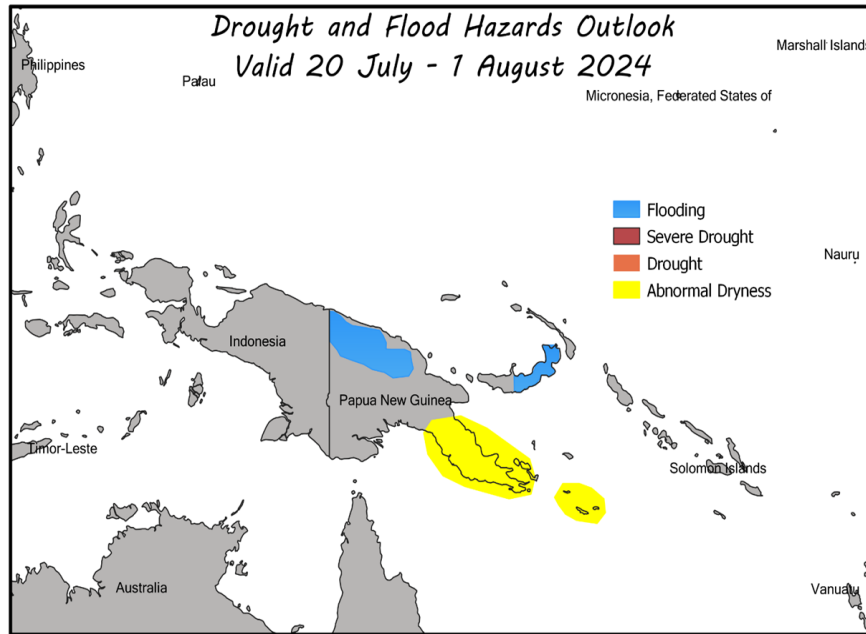 Drought and Flood Hazards Outlook
Valid 20 July - 1 August 2024
Marshall Islands
Philippines
Palau
Micronesia, Federated States of
Flooding
Severe Drought
Drought
Abnormal Dryness
Nauru
Indonesia
Papua New Guinea
Timor-Leste
Solomon Islands
Australia
Vanuatu